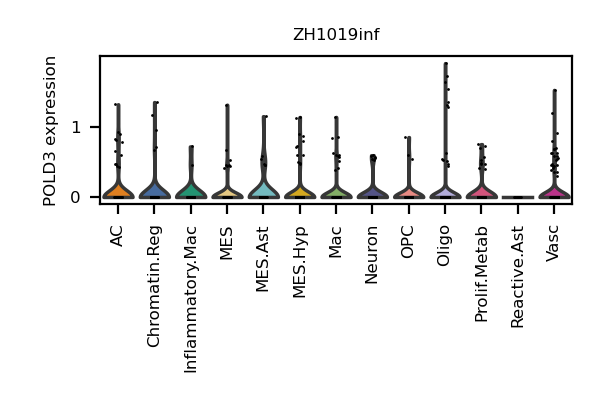 ZH1019inf
POLD3 expression
1
0
AC
Chromatin.Reg
Inflammatory.Mac
MES
MES.Ast
MES.Hyp
Mac
Neuron
OPC
Oligo
Prolif.Metab
Reactive.Ast
Vasc